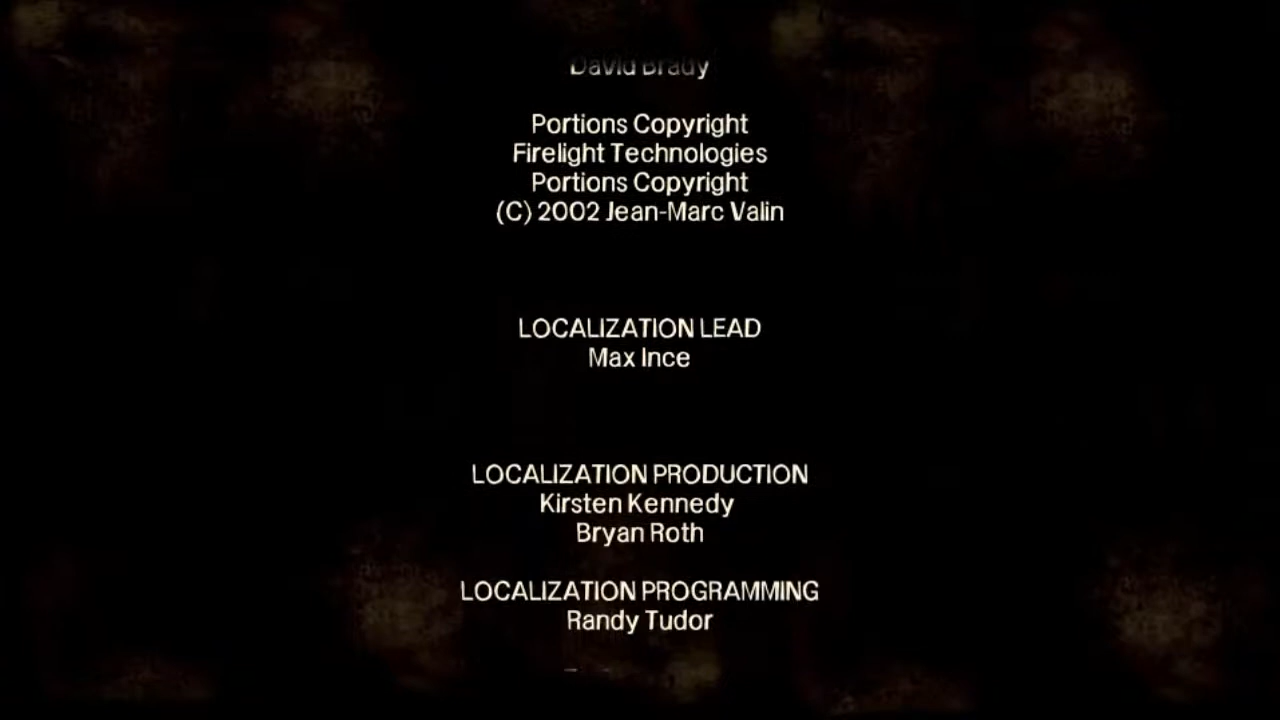 David Brady
Portions Copyright
Firelight Technologies
Portions Copyright
(C) 2002 Jean-Marc Valin
LOCALIZATION LEAD
Max Ince
LOCALIZATION PRODUCTION
Kirsten Kennedy
Bryan Roth
LOCALIZATION PROGRAMMING
Randy Tudor